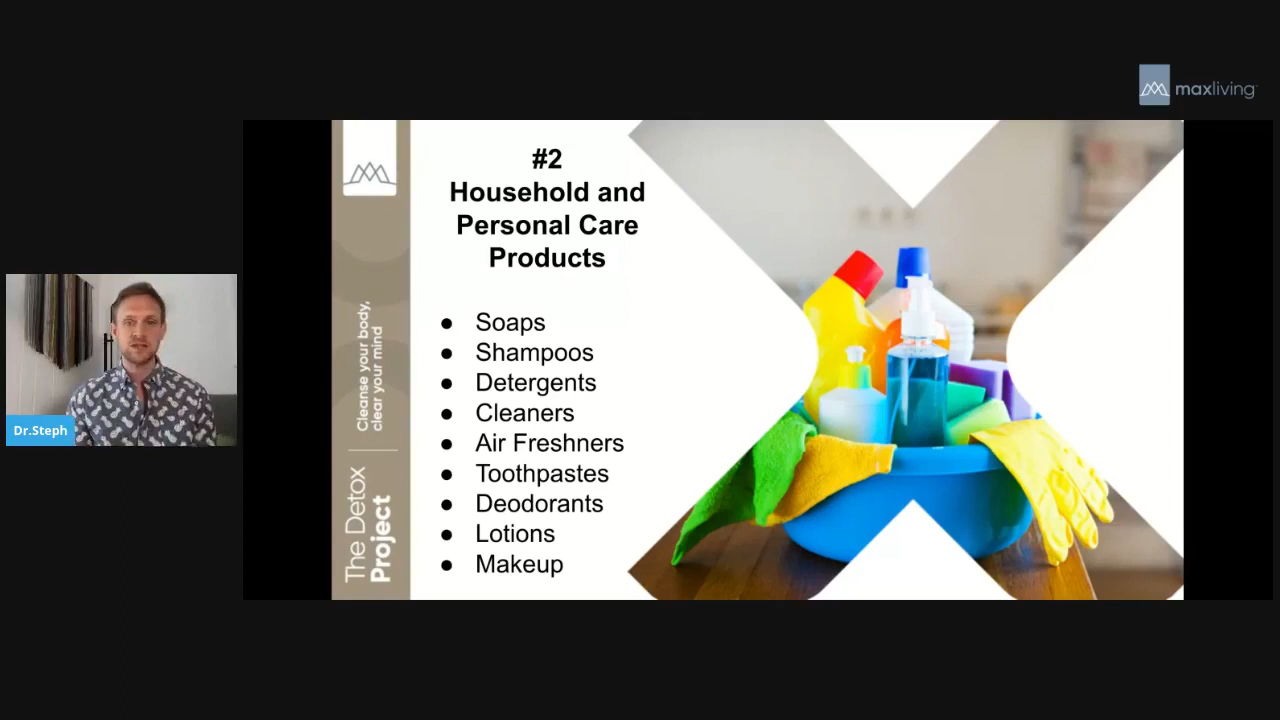 maxliving
#2
Household and
Personal Care
Products
● Soaps
● Shampoos
● Detergents
● Cleaners
● Air Freshners
● Toothpastes
● Deodorants
● Lotions
● Makeup
The Detox
Project
Cleanse your body,
clear your mind
Dr.Steph